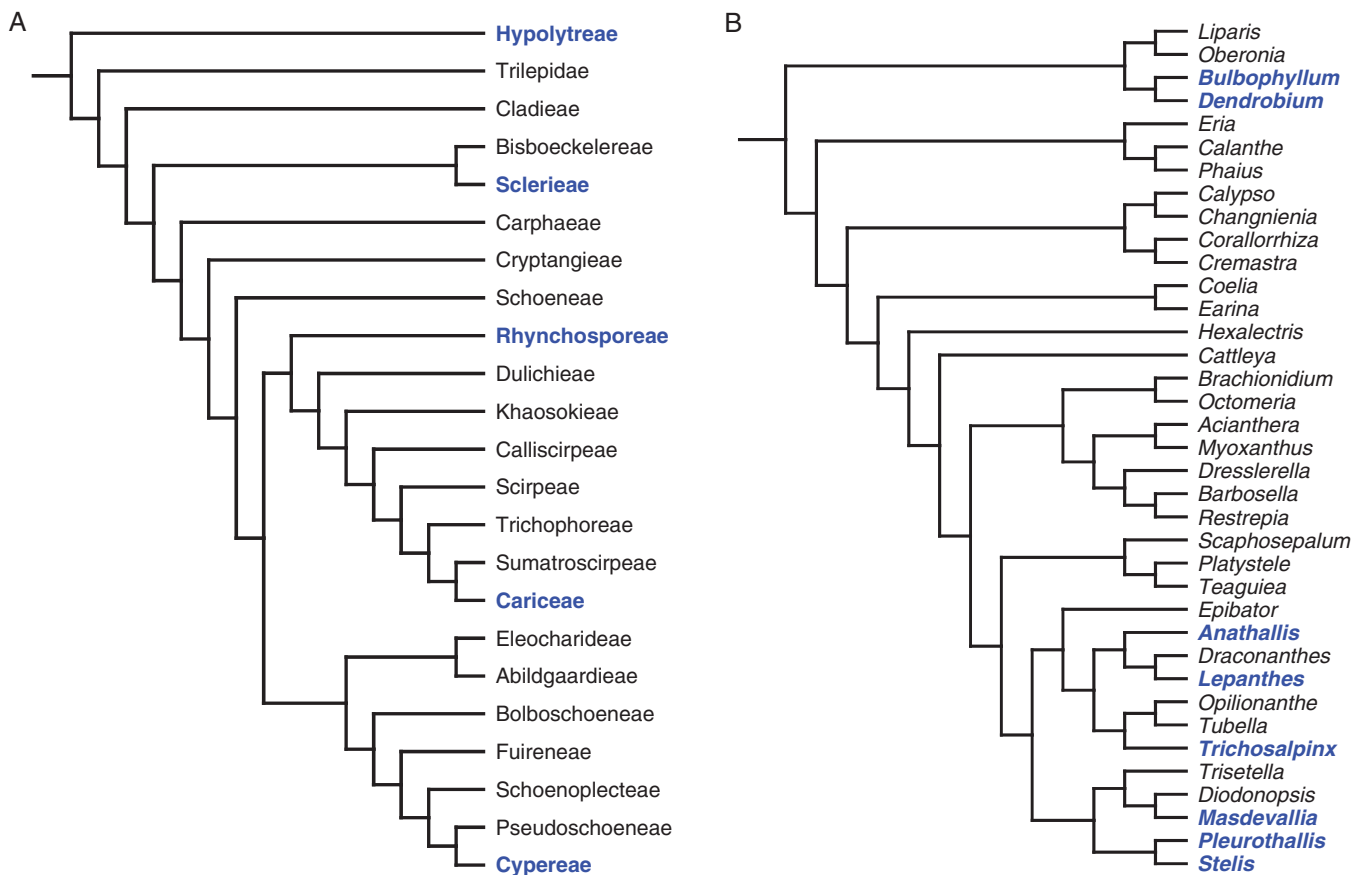 A
Hypolytreae
Trilepidae
Cladieae
Bisboeckelereae
Sclerieae
Carphaeae
Cryptangieae
Schoeneae
Rhynchosporeae
Dulichieae
Khaosokieae
Calliscirpeae
Scirpeae
Trichophoreae
Sumatroscirpeae
Cariceae
Eleocharideae
Abildgaardieae
Bolboschoeneae
Fuireneae
Schoenoplecteae
Pseudoschoeneae
Cypereae
B
Liparis
Oberonia
Bulbophyllum
Dendrobium
Eria
Calanthe
Phaius
Calypso
Changnienia
Corallorrhiza
Cremastra
Coelia
Earina
Hexalectris
Cattleya
Brachionidium
Octomeria
Acianthera
Myoxanthus
Dresslerella
Barbosella
Restrepia
Scaphosepalum
Platystele
Teaguiea
Epibator
Anathallis
Draconanthes
Lepanthes
Opilionanthe
Tubella
Trichosalpinx
Trisetella
Diodonopsis
Masdevallia
Pleurothallis
Stelis